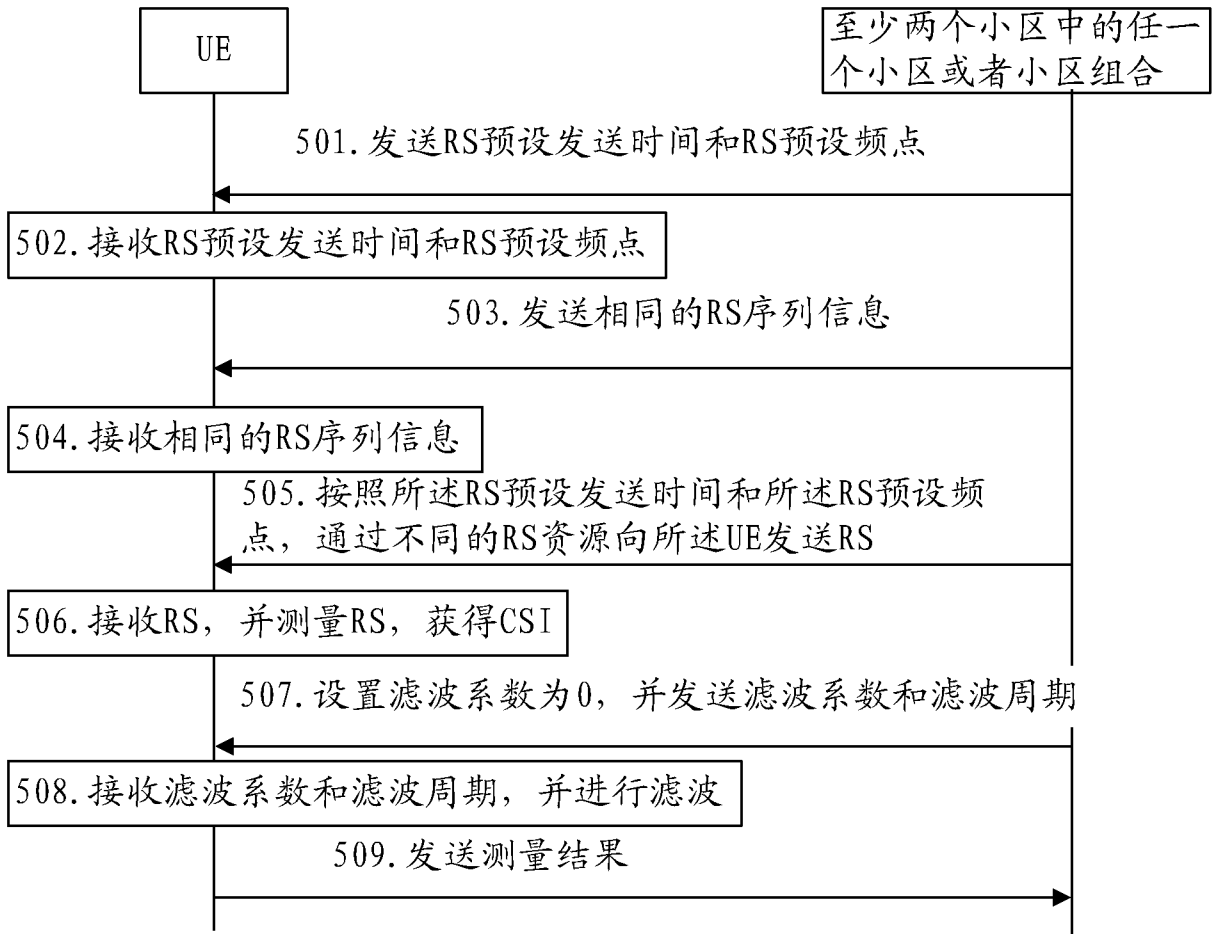 UE
至少两个小区中的任一
个小区或者小区组合
501.发送RS预设发送时间和RS预设频点
502.接收RS预设发送时间和RS预设频点
503.发送相同的RS序列信息
504.接收相同的RS序列信息
505.按照所述RS预设发送时间和所述RS预设频
点，通过不同的RS资源向所述UE发送RS
506.接收RS，并测量RS，获得CSI
507.设置滤波系数为0，并发送滤波系数和滤波周期
508.接收滤波系数和滤波周期，并进行滤波
509.发送测量结果